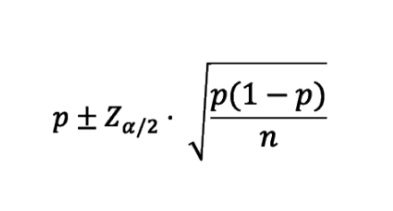 p ± Z_{α/2} · √(p(1 − p)/n)